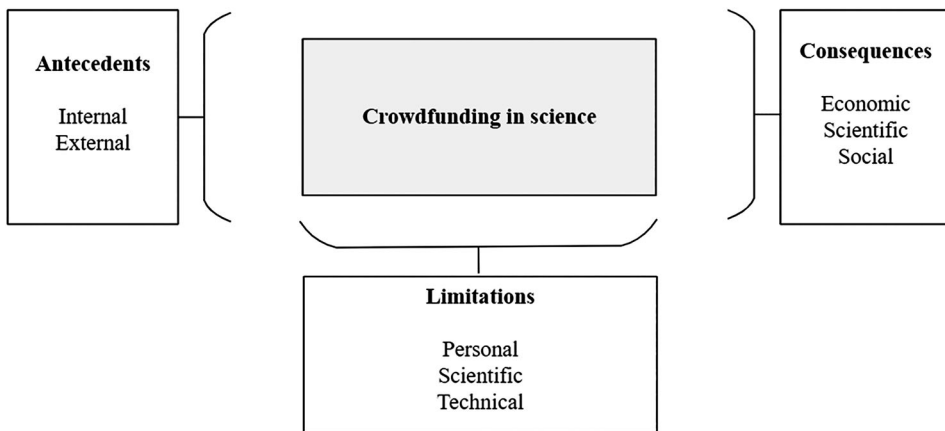 Antecedents
Internal
External
Crowdfunding in science
Consequences
Economic
Scientific
Social
Limitations
Personal
Scientific
Technical